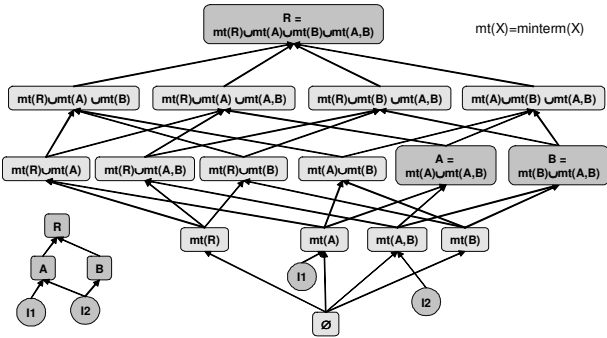 R =
mt(R)∪mt(A)∪mt(B)∪mt(A,B)
mt(X)=minterm(X)
mt(R)∪mt(A) ∪mt(B)
mt(R)∪mt(A) ∪mt(A,B)
mt(R)∪mt(B) ∪mt(A,B)
mt(A)∪mt(B) ∪mt(A,B)
mt(R)∪mt(A)
mt(R)∪mt(A,B)
mt(R)∪mt(B)
mt(A)∪mt(B)
A =
mt(A)∪mt(A,B)
B =
mt(B)∪mt(A,B)
R
mt(R)
mt(A)
mt(A,B)
mt(B)
A
B
I1
I2
I1
I2
Ø